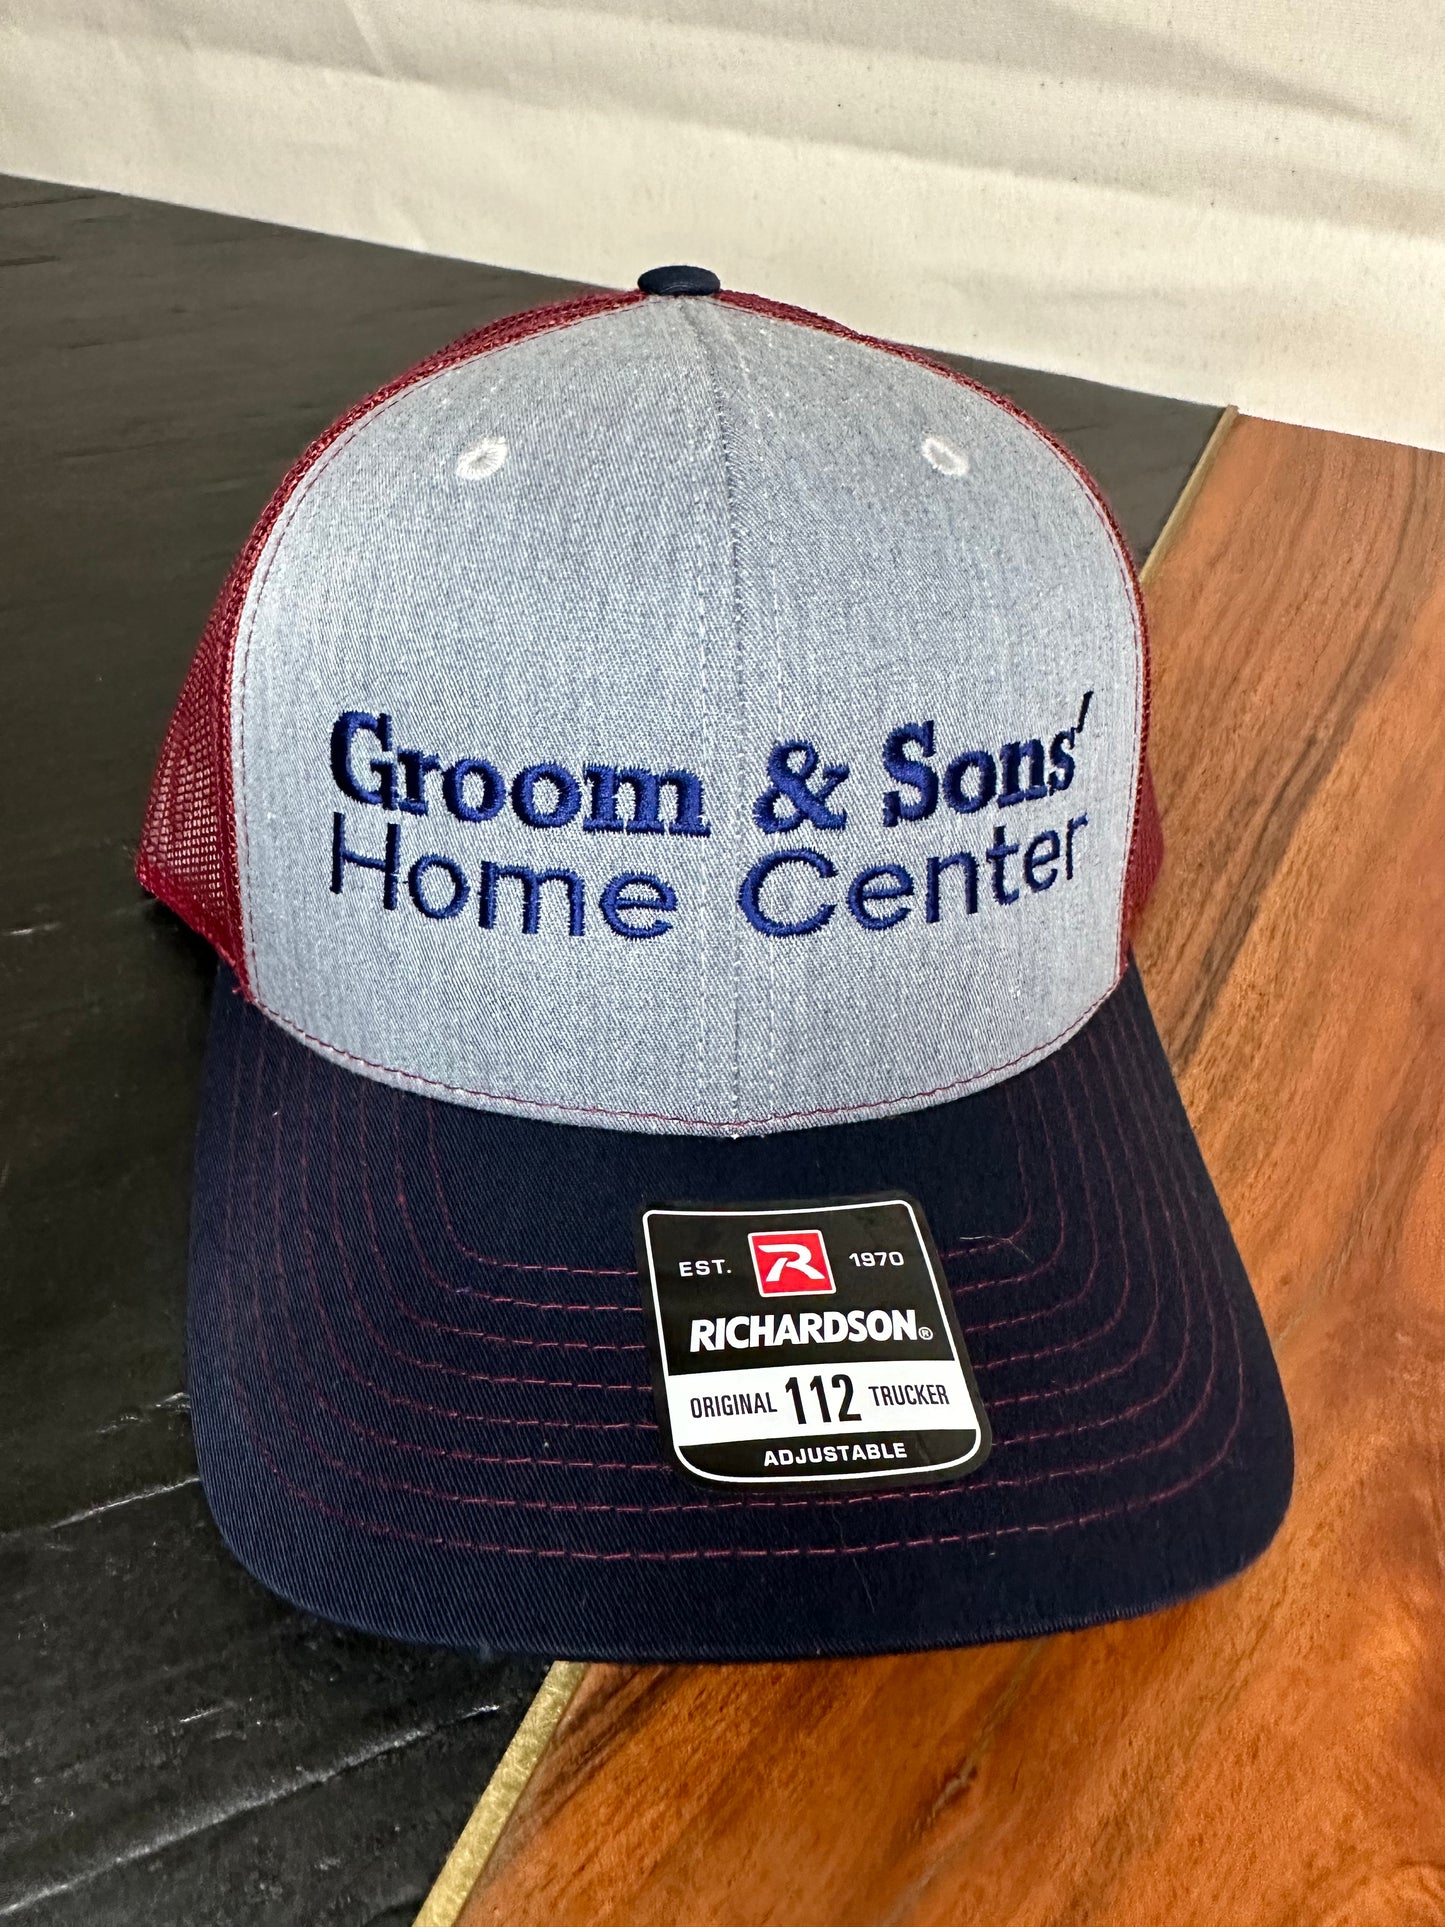 Groom & Sons'
Home Center
EST. R 1970
RICHARDSON®
ORIGINAL 112 TRUCKER
ADJUSTABLE